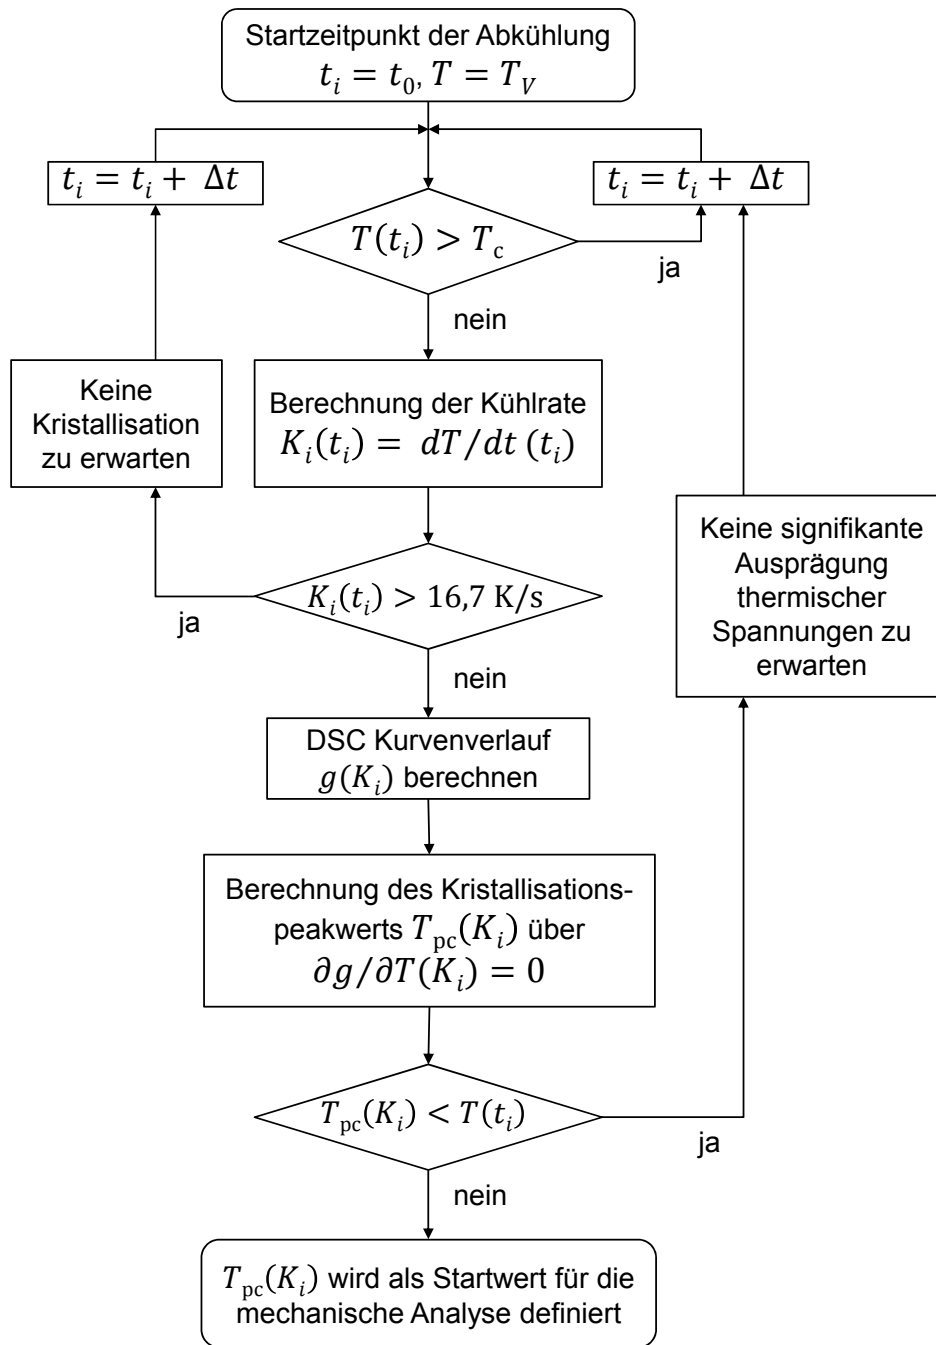 Startzeitpunkt der Abkühlung
t_i = t_0, T = T_V
t_i = t_i + Δt
t_i = t_i + Δt
T(t_i) > T_c
ja
nein
Keine
Kristallisation
zu erwarten
Berechnung der Kühlrate
K_i(t_i) = dT/dt (t_i)
Keine signifikante
Ausprägung
thermischer
Spannungen zu
erwarten
K_i(t_i) > 16,7 K/s
ja
nein
DSC Kurvenverlauf
g(K_i) berechnen
Berechnung des Kristallisations-
peakwerts T_pc(K_i) über
∂g/∂T(K_i) = 0
T_pc(K_i) < T(t_i)
ja
nein
T_pc(K_i) wird als Startwert für die
mechanische Analyse definiert